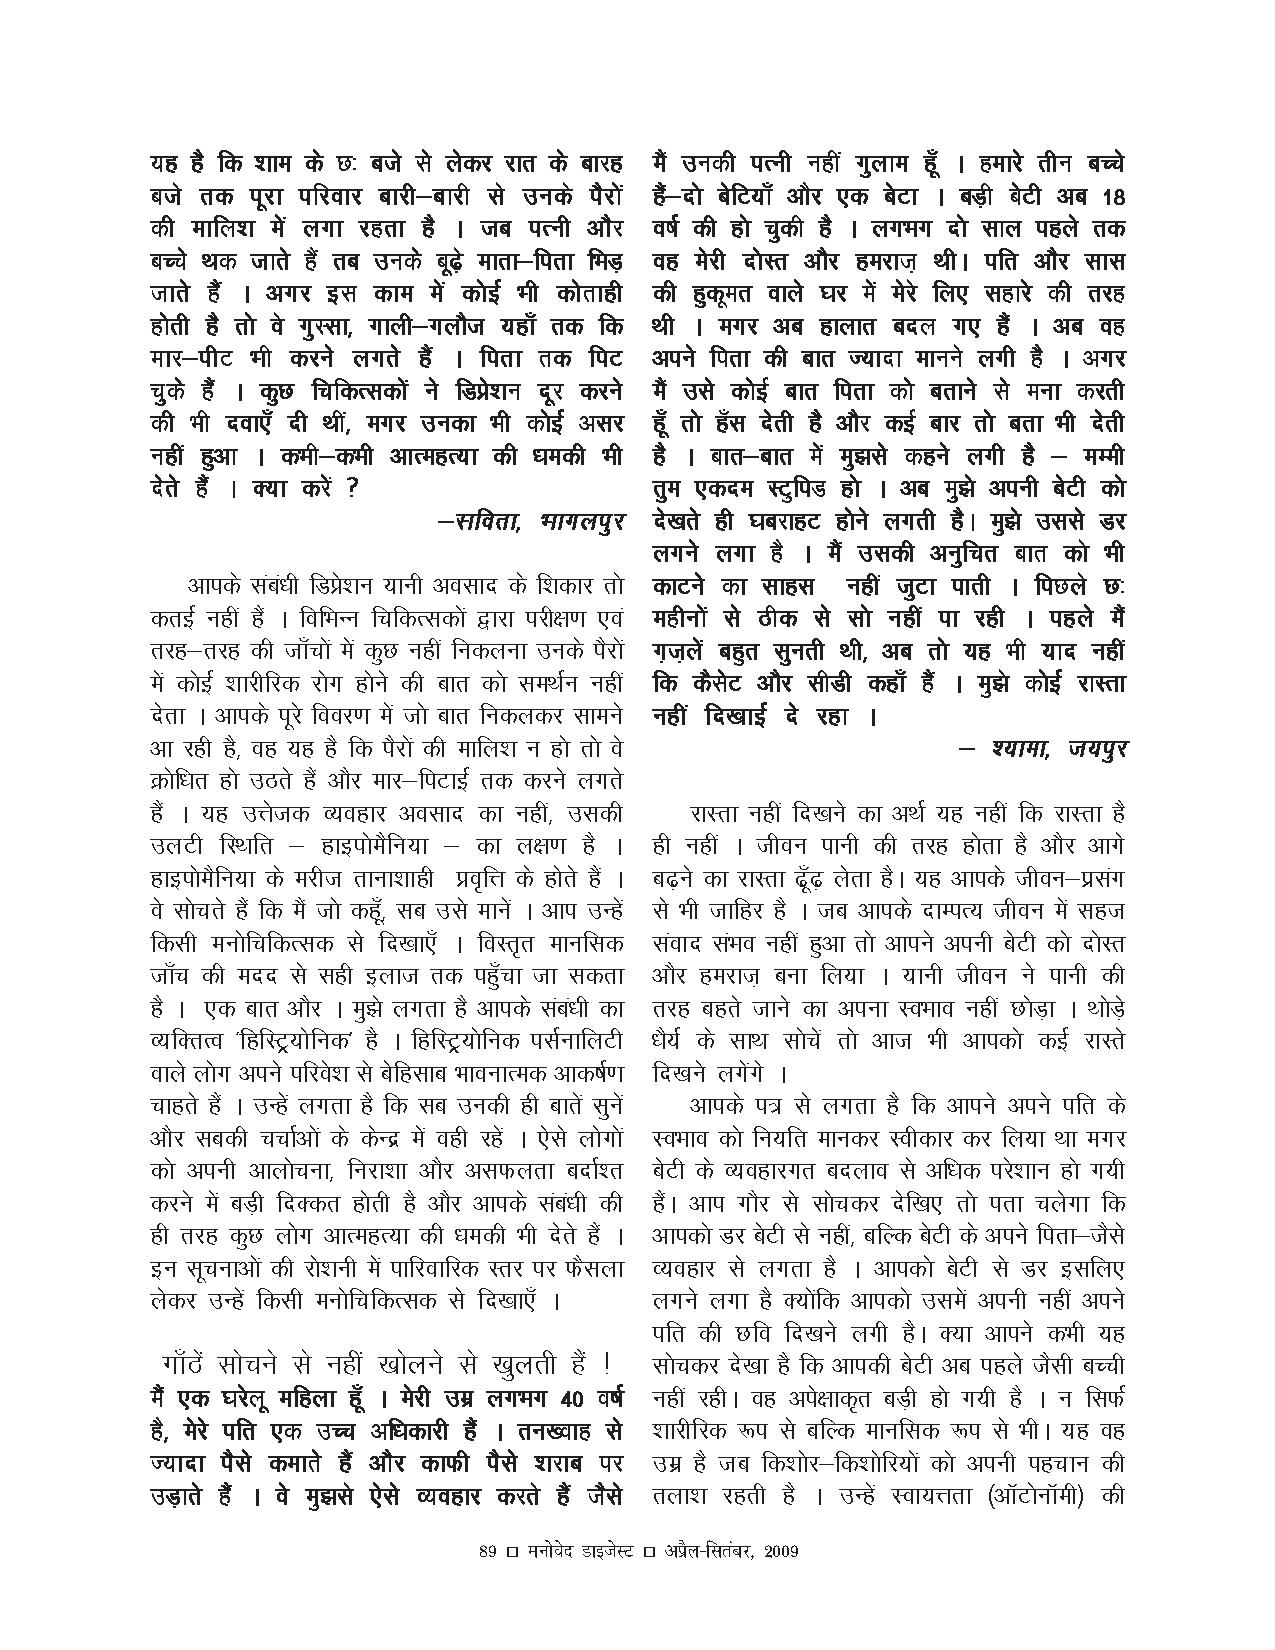 यह है कि शाम के छः बजे से लेकर रात के बारह
बजे तक पूरा परिवार बारी–बारी से उनके पैरों
की मालिश में लगा रहता है । जब पत्नी और
बच्चे थक जाते हैं तब उनके बूढ़े माता–पिता भिड़
जाते हैं । अगर इस काम में कोई भी कोताही
होती है तो वे गुस्सा, गाली–गलौज यहाँ तक कि
मार–पीट भी करने लगते हैं । पिता तक पिट
चुके हैं । कुछ चिकित्सकों ने डिप्रेशन दूर करने
की भी दवाएँ दी थीं, मगर उनका भी कोई असर
नहीं हुआ । कभी–कभी आत्महत्या की धमकी भी
देते हैं । क्या करें ?
–सविता, भागलपुर
आपके संबंधी डिप्रेशन यानी अवसाद के शिकार तो
कतई नहीं हैं । विभिन्न चिकित्सकों द्वारा परीक्षण एवं
तरह–तरह की जाँचों में कुछ नहीं निकलना उनके पैरों
में कोई शारीरिक रोग होने की बात को समर्थन नहीं
देता । आपके पूरे विवरण में जो बात निकलकर सामने
आ रही है, वह यह है कि पैरों की मालिश न हो तो वे
क्रोधित हो उठते हैं और मार–पिटाई तक करने लगते
हैं । यह उत्तेजक व्यवहार अवसाद का नहीं, उसकी
उलटी स्थिति – हाइपोमैनिया – का लक्षण है ।
हाइपोमैनिया के मरीज तानाशाही प्रवृत्ति के होते हैं ।
वे सोचते हैं कि मैं जो कहूँ, सब उसे मानें । आप उन्हें
किसी मनोचिकित्सक से दिखाएँ । विस्तृत मानसिक
जाँच की मदद से सही इलाज तक पहुँचा जा सकता
है । एक बात और । मुझे लगता है आपके संबंधी का
व्यक्तित्व 'हिस्ट्रियोनिक' है । हिस्ट्रियोनिक पर्सनालिटी
वाले लोग अपने परिवेश से बेहिसाब भावनात्मक आकर्षण
चाहते हैं । उन्हें लगता है कि सब उनकी ही बातें सुनें
और सबकी चर्चाओं के केन्द्र में वही रहें । ऐसे लोगों
को अपनी आलोचना, निराशा और असफलता बर्दाश्त
करने में बड़ी दिक्कत होती है और आपके संबंधी की
ही तरह कुछ लोग आत्महत्या की धमकी भी देते हैं ।
इन सूचनाओं की रोशनी में पारिवारिक स्तर पर फैसला
लेकर उन्हें किसी मनोचिकित्सक से दिखाएँ ।
गाँठें सोचने से नहीं खोलने से खुलती हैं !
मैं एक घरेलू महिला हूँ । मेरी उम्र लगभग 40 वर्ष
है, मेरे पति एक उच्च अधिकारी हैं । तनख्वाह से
ज्यादा पैसे कमाते हैं और काफी पैसे शराब पर
उड़ाते हैं । वे मुझसे ऐसे व्यवहार करते हैं जैसे
मैं उनकी पत्नी नहीं गुलाम हूँ । हमारे तीन बच्चे
हैं–दो बेटियाँ और एक बेटा । बड़ी बेटी अब 18
वर्ष की हो चुकी है । लगभग दो साल पहले तक
वह मेरी दोस्त और हमराज़ थी। पति और सास
की हुकूमत वाले घर में मेरे लिए सहारे की तरह
थी । मगर अब हालात बदल गए हैं । अब वह
अपने पिता की बात ज्यादा मानने लगी है । अगर
मैं उसे कोई बात पिता को बताने से मना करती
हूँ तो हँस देती है और कई बार तो बता भी देती
है । बात–बात में मुझसे कहने लगी है – मम्मी
तुम एकदम स्टुपिड हो । अब मुझे अपनी बेटी को
देखते ही घबराहट होने लगती है। मुझे उससे डर
लगने लगा है । मैं उसकी अनुचित बात को भी
काटने का साहस नहीं जुटा पाती । पिछले छः
महीनों से ठीक से सो नहीं पा रही । पहले मैं
ग़ज़लें बहुत सुनती थी, अब तो यह भी याद नहीं
कि कैसेट और सीडी कहाँ हैं । मुझे कोई रास्ता
नहीं दिखाई दे रहा ।
– श्यामा, जयपुर
रास्ता नहीं दिखने का अर्थ यह नहीं कि रास्ता है
ही नहीं । जीवन पानी की तरह होता है और आगे
बढ़ने का रास्ता ढूँढ़ लेता है। यह आपके जीवन–प्रसंग
से भी जाहिर है । जब आपके दाम्पत्य जीवन में सहज
संवाद संभव नहीं हुआ तो आपने अपनी बेटी को दोस्त
और हमराज़ बना लिया । यानी जीवन ने पानी की
तरह बहते जाने का अपना स्वभाव नहीं छोड़ा । थोड़े
धैर्य के साथ सोचें तो आज भी आपको कई रास्ते
दिखने लगेंगे ।
आपके पत्र से लगता है कि आपने अपने पति के
स्वभाव को नियति मानकर स्वीकार कर लिया था मगर
बेटी के व्यवहारगत बदलाव से अधिक परेशान हो गयी
हैं। आप गौर से सोचकर देखिए तो पता चलेगा कि
आपको डर बेटी से नहीं, बल्कि बेटी के अपने पिता–जैसे
व्यवहार से लगता है । आपको बेटी से डर इसलिए
लगने लगा है क्योंकि आपको उसमें अपनी नहीं अपने
पति की छवि दिखने लगी है। क्या आपने कभी यह
सोचकर देखा है कि आपकी बेटी अब पहले जैसी बच्ची
नहीं रही। वह अपेक्षाकृत बड़ी हो गयी है । न सिर्फ
शारीरिक रूप से बल्कि मानसिक रूप से भी। यह वह
उम्र है जब किशोर–किशोरियों को अपनी पहचान की
तलाश रहती है । उन्हें स्वायत्तता (ऑटोनॉमी) की
89 □ मनोवेद डाइजेस्ट □ अप्रैल-सितंबर, 2009